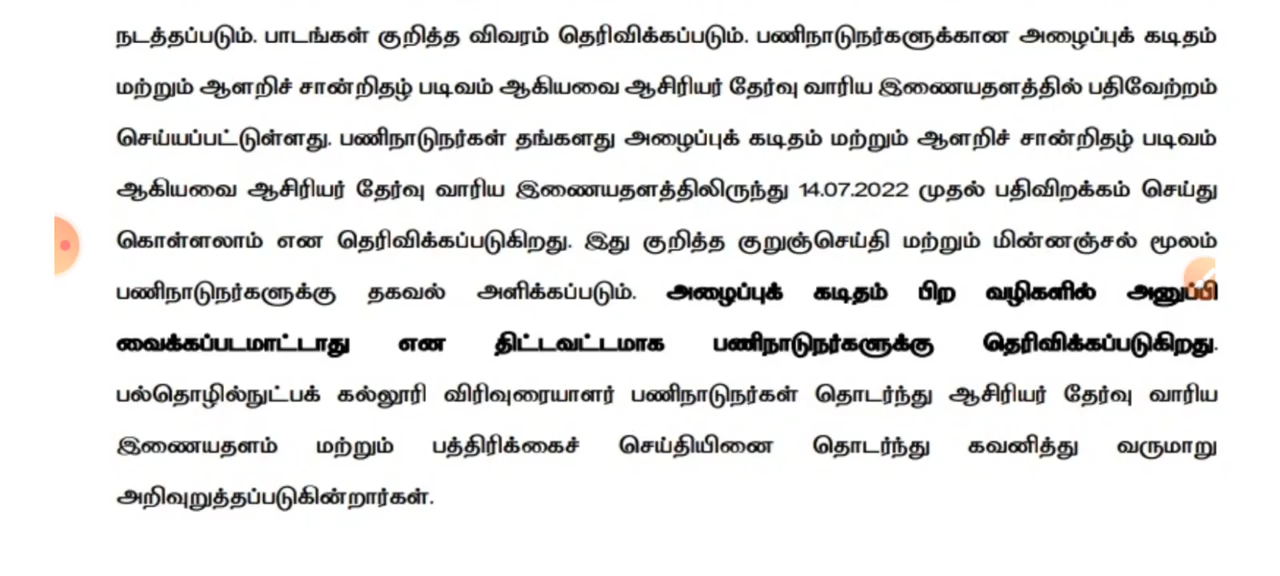 நடத்தப்படும். பாடங்கள் குறித்த விவரம் தெரிவிக்கப்படும். பணிநாடுநர்களுக்கான அழைப்புக் கடிதம்
மற்றும் ஆளறிச் சான்றிதழ் படிவம் ஆகியவை ஆசிரியர் தேர்வு வாரிய இணையதளத்தில் பதிவேற்றம்
செய்யப்பட்டுள்ளது. பணிநாடுநர்கள் தங்களது அழைப்புக் கடிதம் மற்றும் ஆளறிச் சான்றிதழ் படிவம்
ஆகியவை ஆசிரியர் தேர்வு வாரிய இணையதளத்திலிருந்து 14.07.2022 முதல் பதிவிறக்கம் செய்து
கொள்ளலாம் என தெரிவிக்கப்படுகிறது. இது குறித்த குறுஞ்செய்தி மற்றும் மின்னஞ்சல் மூலம்
பணிநாடுநர்களுக்கு தகவல் அளிக்கப்படும். அழைப்புக் கடிதம் பிற வழிகளில் அனுப்பி
வைக்கப்படமாட்டாது என திட்டவட்டமாக பணிநாடுநர்களுக்கு தெரிவிக்கப்படுகிறது.
பல்தொழில்நுட்பக் கல்லூரி விரிவுரையாளர் பணிநாடுநர்கள் தொடர்ந்து ஆசிரியர் தேர்வு வாரிய
இணையதளம் மற்றும் பத்திரிக்கைச் செய்தியினை தொடர்ந்து கவனித்து வருமாறு
அறிவுறுத்தப்படுகின்றார்கள்.